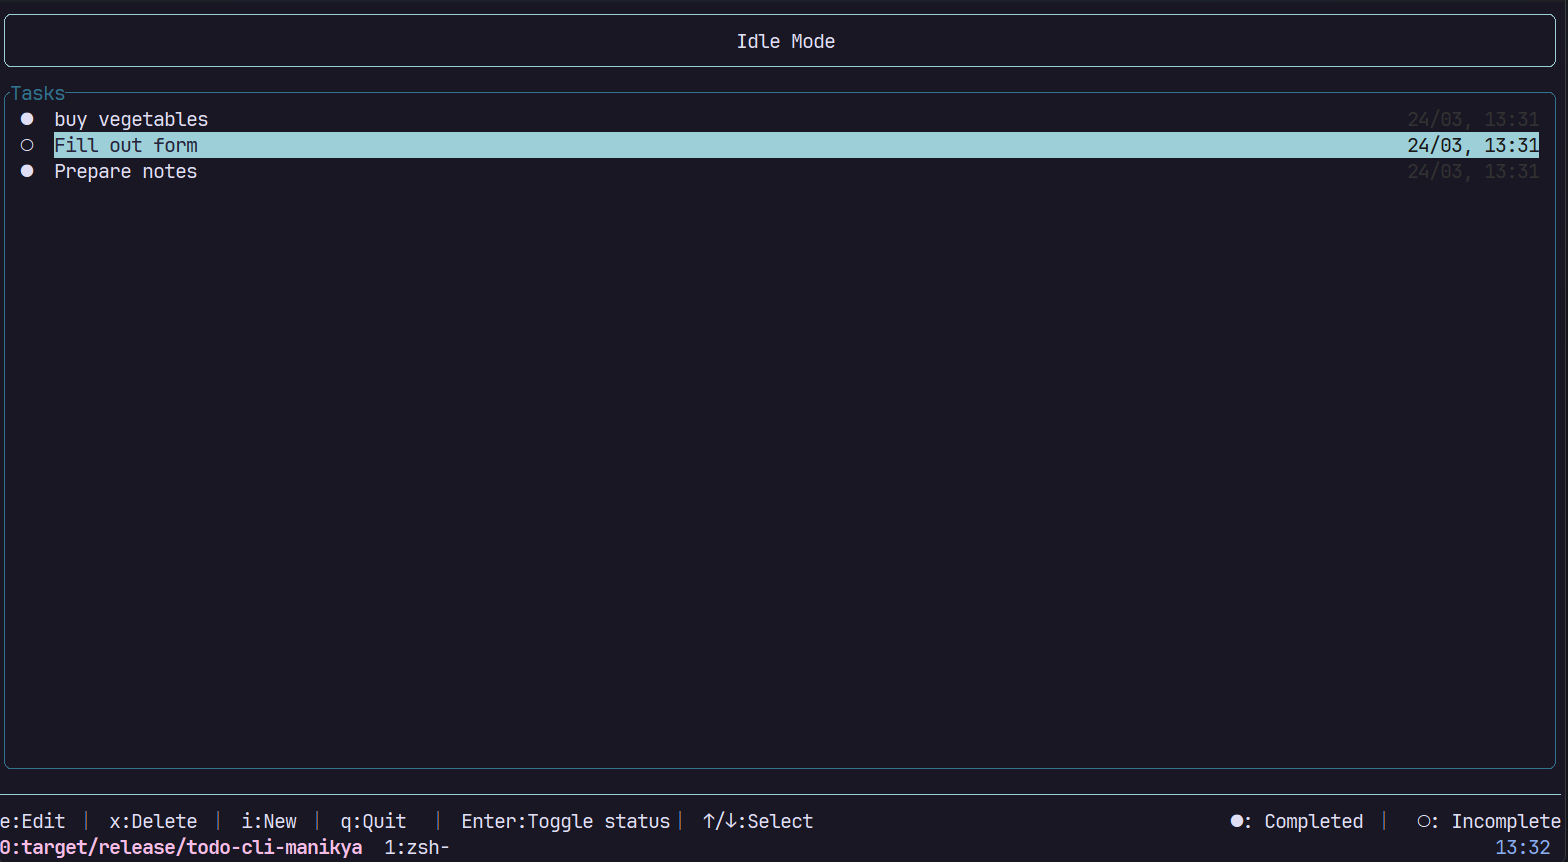 Idle Mode
Tasks
● buy vegetables 24/03, 13:31
○ Fill out form 24/03, 13:31
● Prepare notes 24/03, 13:31
e:Edit | x:Delete | i:New | q:Quit | Enter:Toggle status| ↑/↓:Select ●: Completed | ○: Incomplete
0:target/release/todo-cli-manikya 1:zsh- 13:32